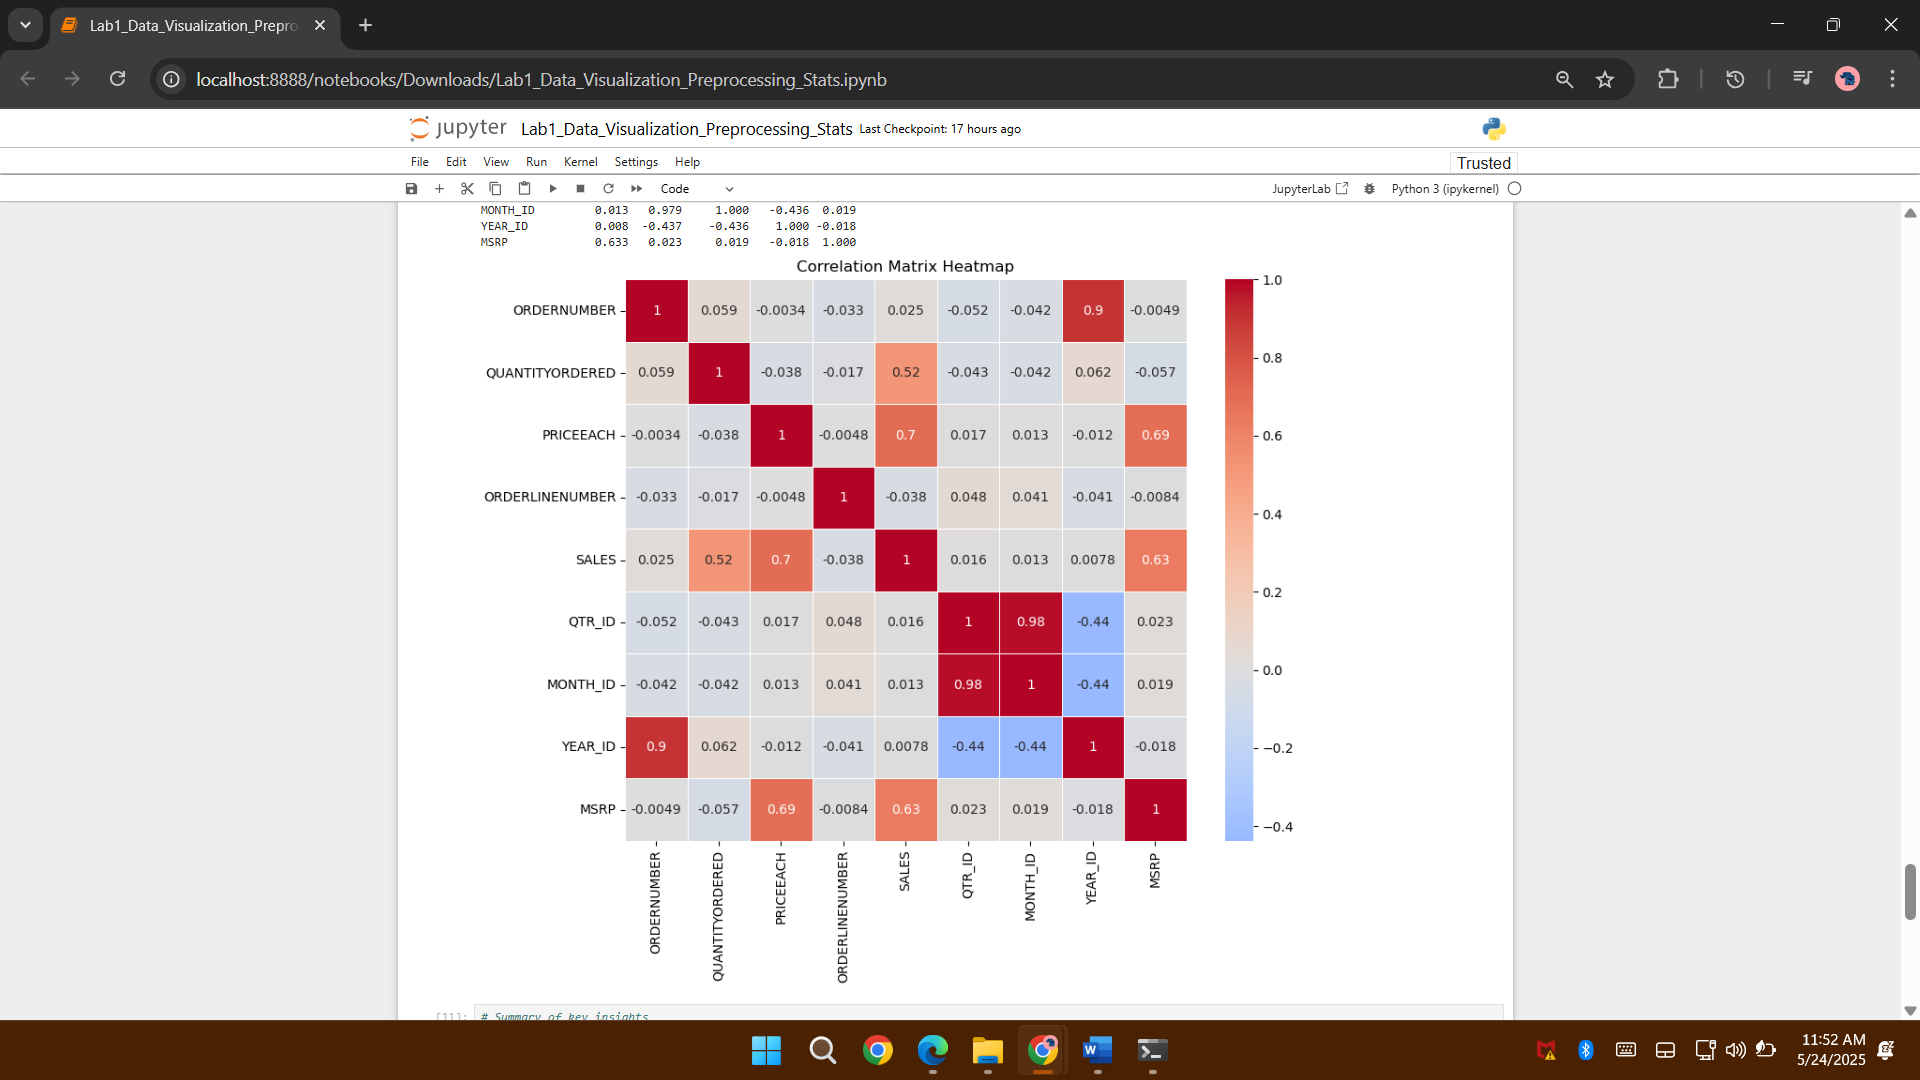 Lab1_Data_Visualization_Prepro
localhost:8888/notebooks/Downloads/Lab1_Data_Visualization_Preprocessing_Stats.ipynb
jupyter Lab1_Data_Visualization_Preprocessing_Stats Last Checkpoint: 17 hours ago
File Edit View Run Kernel Settings Help Trusted
Code JupyterLab Python 3 (ipykernel)
MONTH_ID 0.013 0.979 1.000 -0.436 0.019
YEAR_ID 0.008 -0.437 -0.436 1.000 -0.018
MSRP 0.633 0.023 0.019 -0.018 1.000
Correlation Matrix Heatmap
ORDERNUMBER 1 0.059 -0.0034 -0.033 0.025 -0.052 -0.042 0.9 -0.0049
QUANTITYORDERED 0.059 1 -0.038 -0.017 0.52 -0.043 -0.042 0.062 -0.057
PRICEEACH -0.0034 -0.038 1 -0.0048 0.7 0.017 0.013 -0.012 0.69
ORDERLINENUMBER -0.033 -0.017 -0.0048 1 -0.038 0.048 0.041 -0.041 -0.0084
SALES 0.025 0.52 0.7 -0.038 1 0.016 0.013 0.0078 0.63
QTR_ID -0.052 -0.043 0.017 0.048 0.016 1 0.98 -0.44 0.023
MONTH_ID -0.042 -0.042 0.013 0.041 0.013 0.98 1 -0.44 0.019
YEAR_ID 0.9 0.062 -0.012 -0.041 0.0078 -0.44 -0.44 1 -0.018
MSRP -0.0049 -0.057 0.69 -0.0084 0.63 0.023 0.019 -0.018 1
ORDERNUMBER
QUANTITYORDERED
PRICEEACH
ORDERLINENUMBER
SALES
QTR_ID
MONTH_ID
YEAR_ID
MSRP
1.0
0.8
0.6
0.4
0.2
0.0
−0.2
−0.4
[11]: # Summary of key insights
11:52 AM
5/24/2025